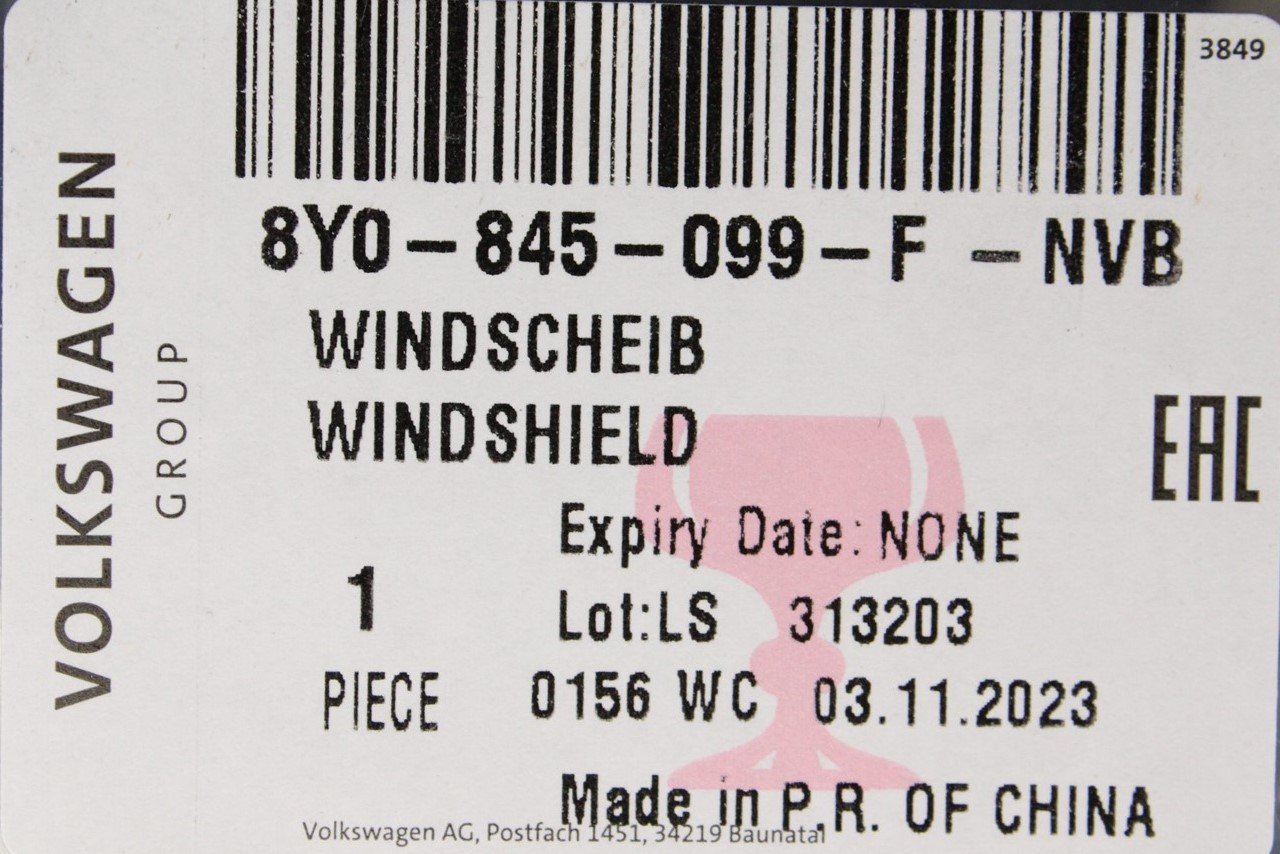 3849
VOLKSWAGEN
GROUP
8Y0-845-099-F -NVB
WINDSCHEIB
WINDSHIELD
EAC
Expiry Date: NONE
1
Lot:LS 313203
PIECE
0156 WC 03.11.2023
Made in P.R. OF CHINA
Volkswagen AG, Postfach 1451, 34219 Baunatal